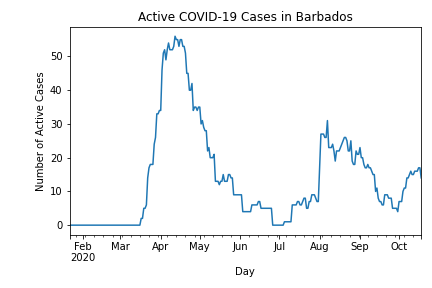 Active COVID-19 Cases in Barbados
Number of Active Cases
50
40
30
20
10
0
Feb Mar Apr May Jun Jul Aug Sep Oct
2020
Day